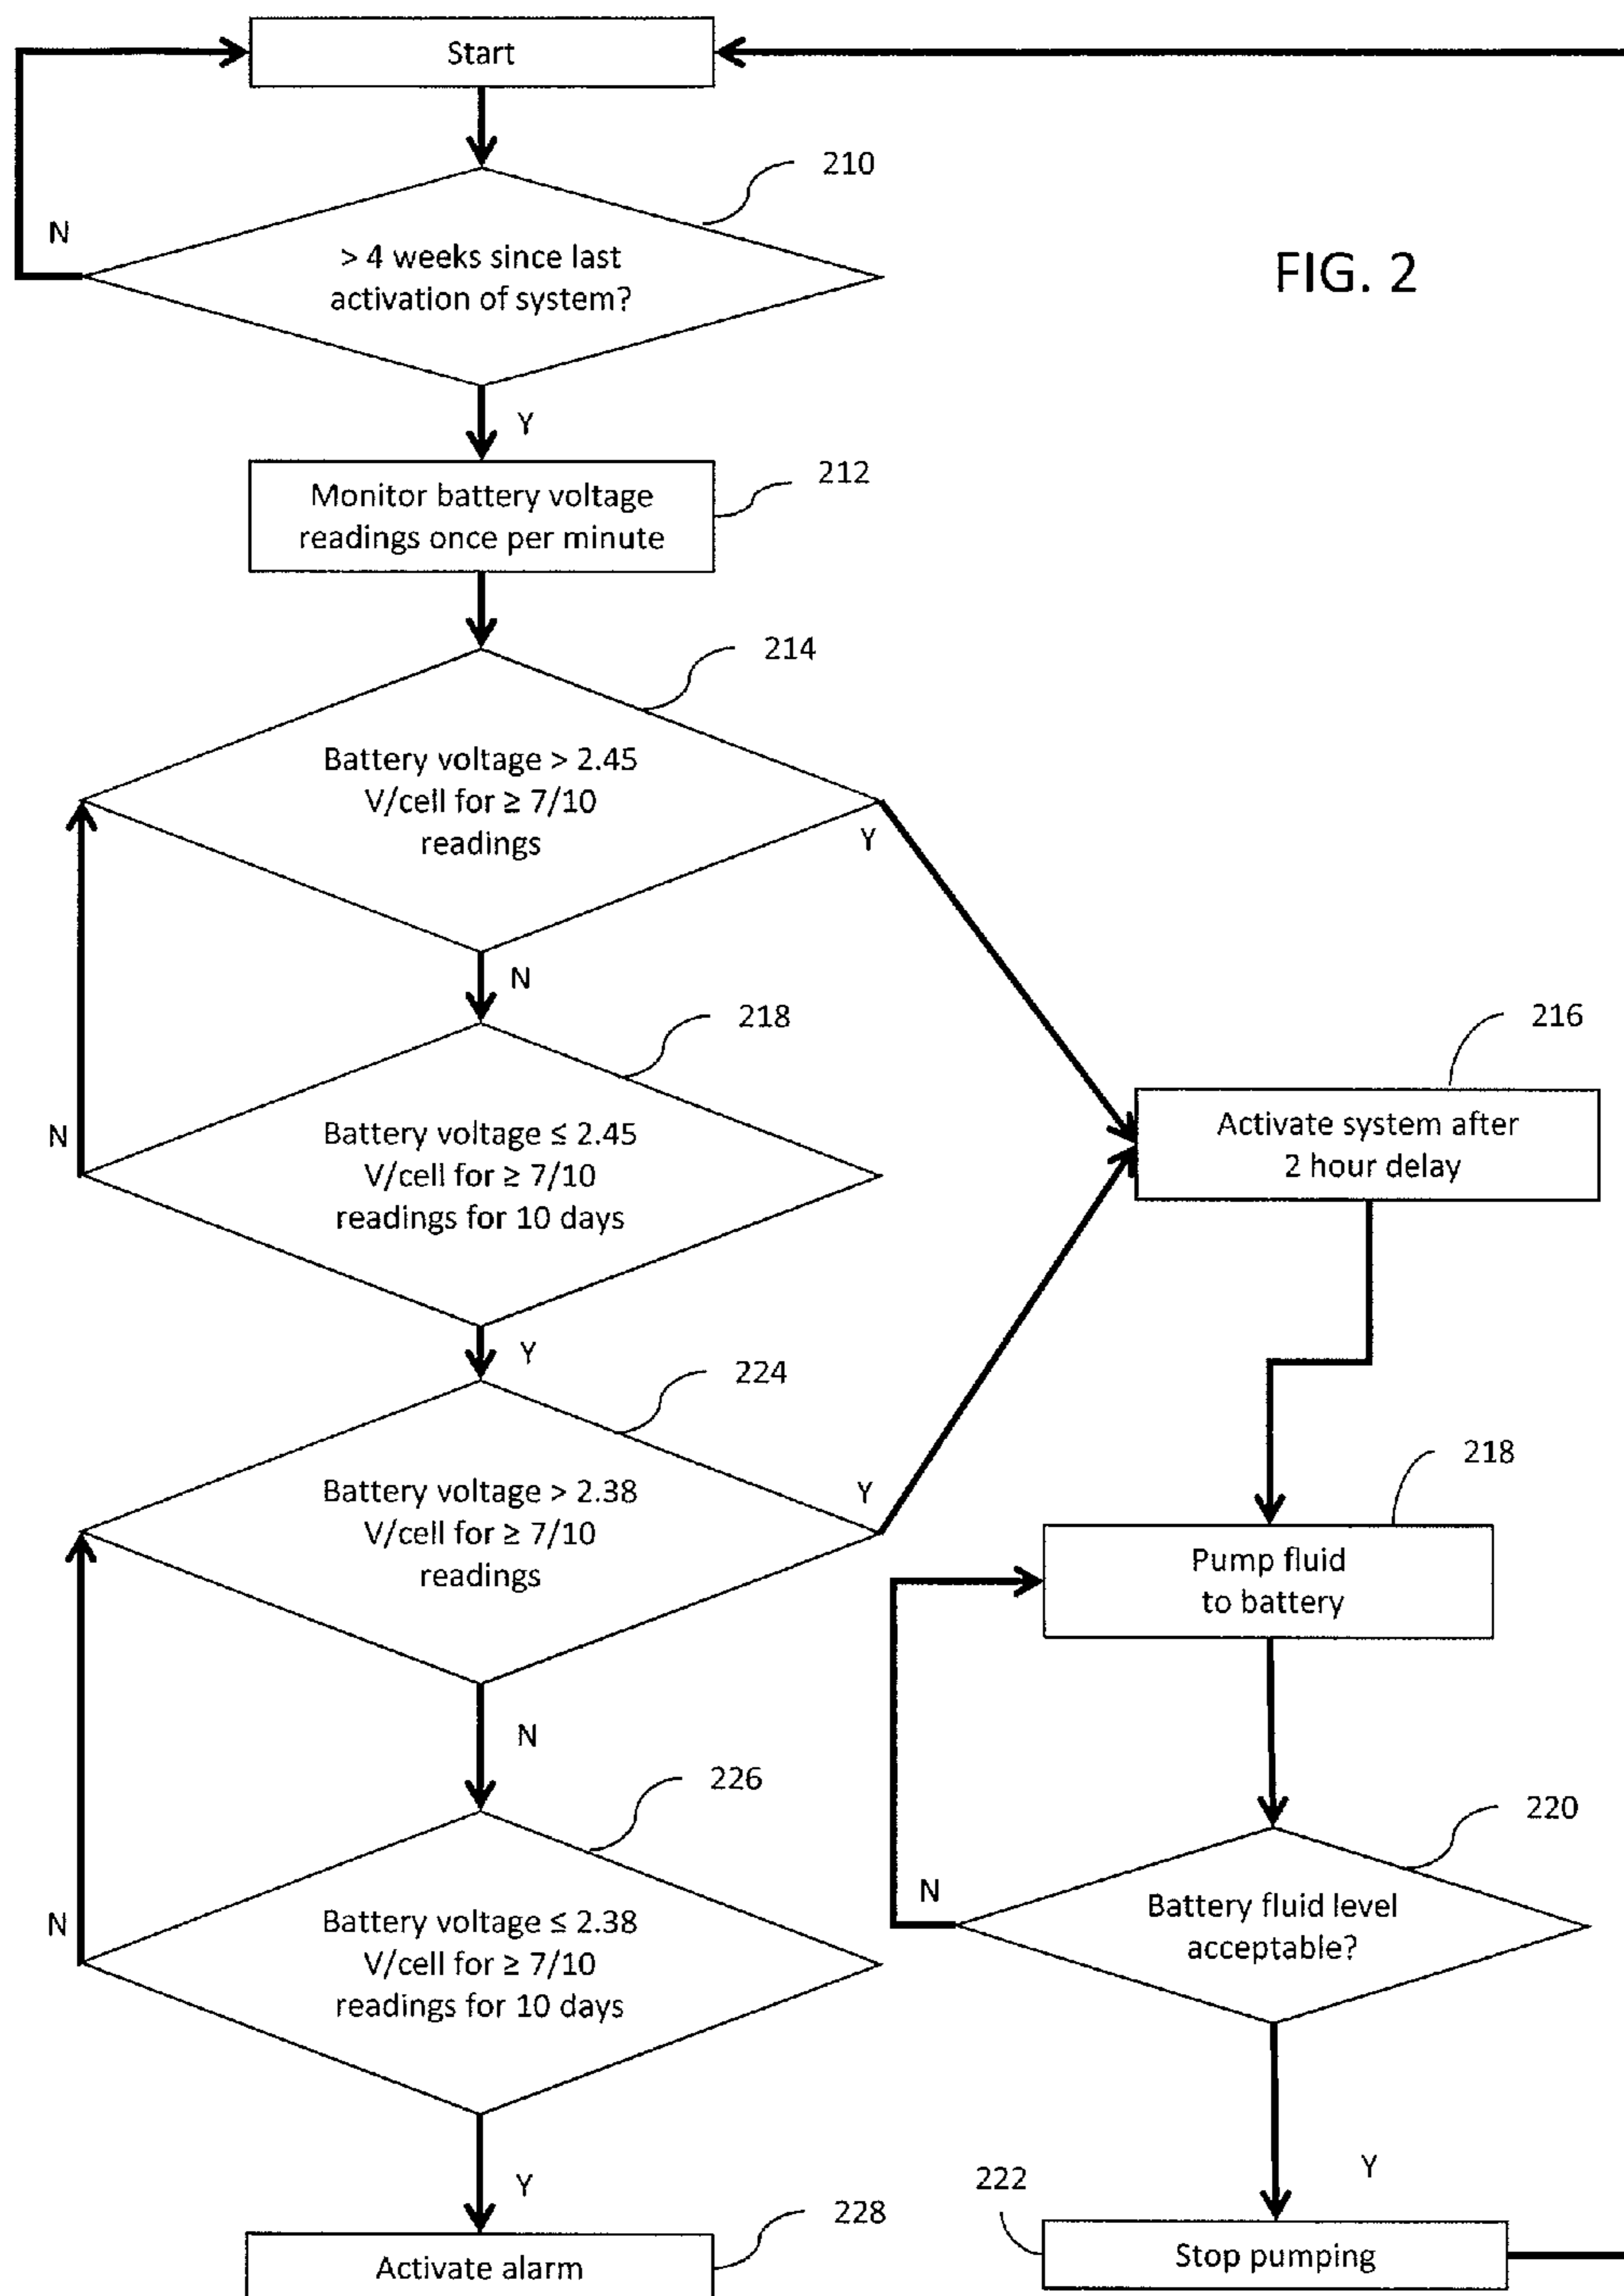 Start
210
N
> 4 weeks since last
activation of system?
FIG. 2
Y
212
Monitor battery voltage
readings once per minute
214
Battery voltage > 2.45
V/cell for ≥ 7/10
readings
Y
N
218
216
Battery voltage ≤ 2.45
V/cell for ≥ 7/10
readings for 10 days
N
Activate system after
2 hour delay
Y
224
Battery voltage > 2.38
V/cell for ≥ 7/10
readings
Y
218
Pump fluid
to battery
N
226
220
Battery voltage ≤ 2.38
V/cell for ≥ 7/10
readings for 10 days
N
N
Battery fluid level
acceptable?
Y
Y
228
222
Activate alarm
Stop pumping